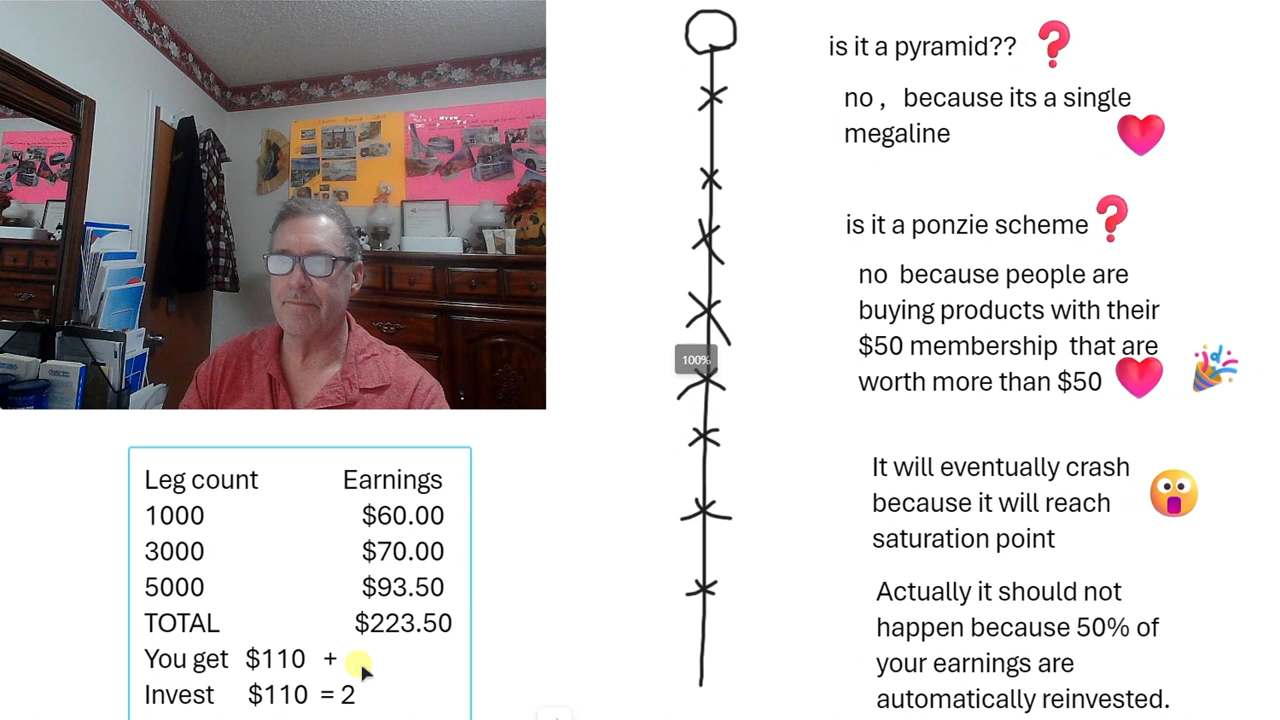 is it a pyramid?? ❓
no , because its a single
megaline
is it a ponzie scheme ❓
no because people are
buying products with their
$50 membership that are
worth more than $50
100%
It will eventually crash
because it will reach
saturation point
Actually it should not
happen because 50% of
your earnings are
automatically reinvested.
Leg count Earnings
1000 $60.00
3000 $70.00
5000 $93.50
TOTAL $223.50
You get $110 +
Invest $110 = 2